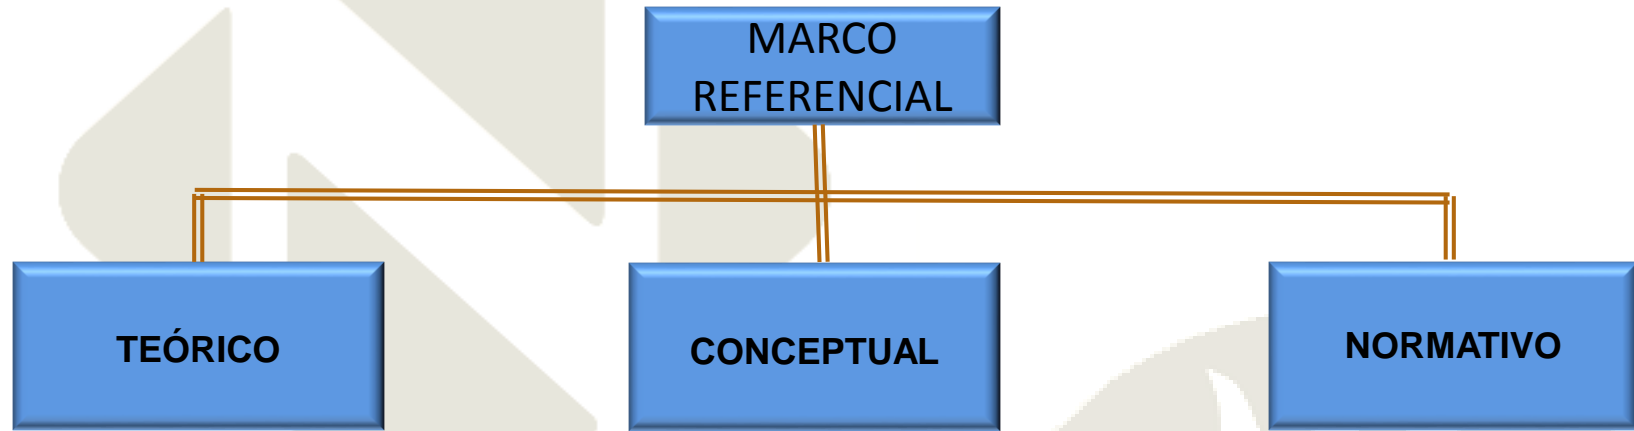 MARCO
REFERENCIAL
TEÓRICO
CONCEPTUAL
NORMATIVO